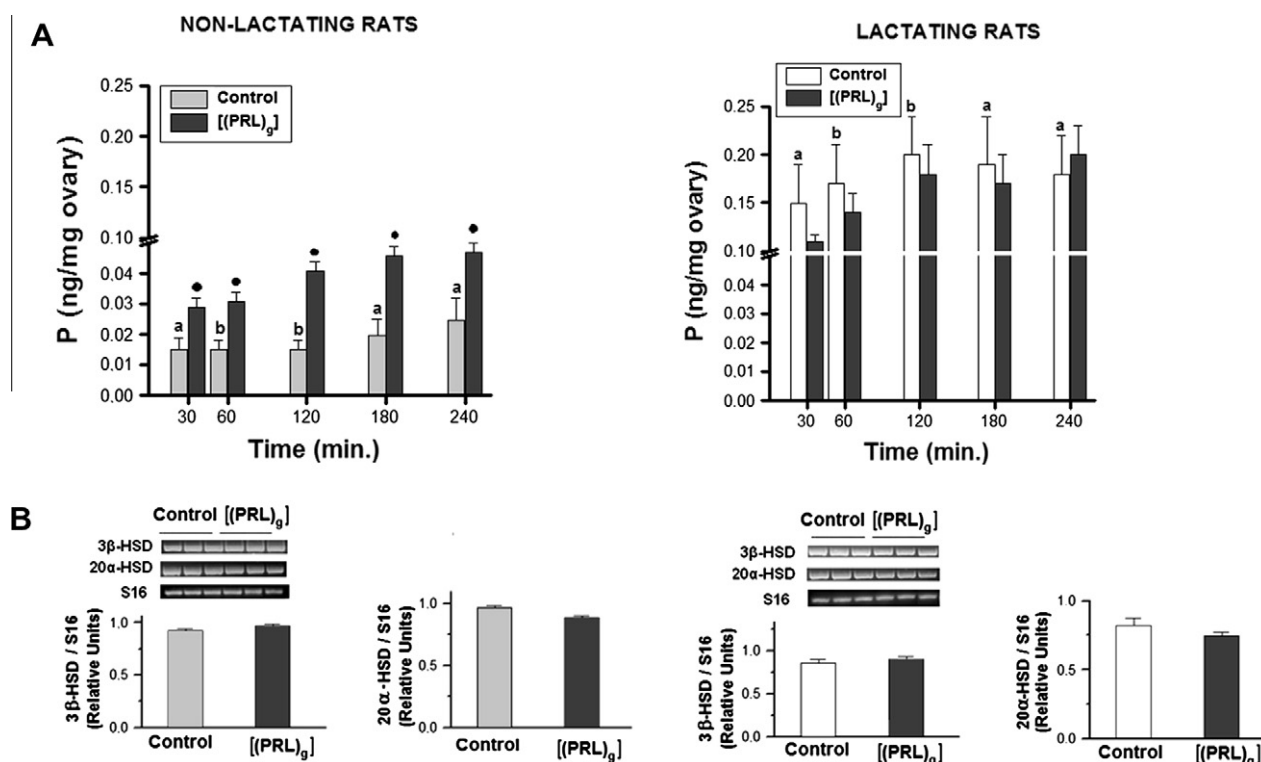 A
NON-LACTATING RATS
Control
[(PRL)g]
P (ng/mg ovary)
0.25
0.20
0.15
0.10
0.04
0.03
0.02
0.01
0.00
a
b
b
a
a
30
60
120
180
240
Time (min.)
LACTATING RATS
Control
[(PRL)g]
P (ng/mg ovary)
0.25
0.20
0.15
0.10
0.04
0.03
0.02
0.01
0.00
a
b
b
a
a
30
60
120
180
240
Time (min.)
B
Control [(PRL)g]
3β-HSD
20α-HSD
S16
3β-HSD / S16
(Relative Units)
1.0
0.5
0.0
Control
[(PRL)g]
20α-HSD / S16
(Relative Units)
1.0
0.5
0.0
Control
[(PRL)g]
Control [(PRL)g]
3β-HSD
20α-HSD
S16
3β-HSD / S16
(Relative Units)
1.0
0.5
0.0
Control
[(PRL)g]
20α-HSD / S16
(Relative Units)
1.0
0.5
0.0
Control
[(PRL)g]